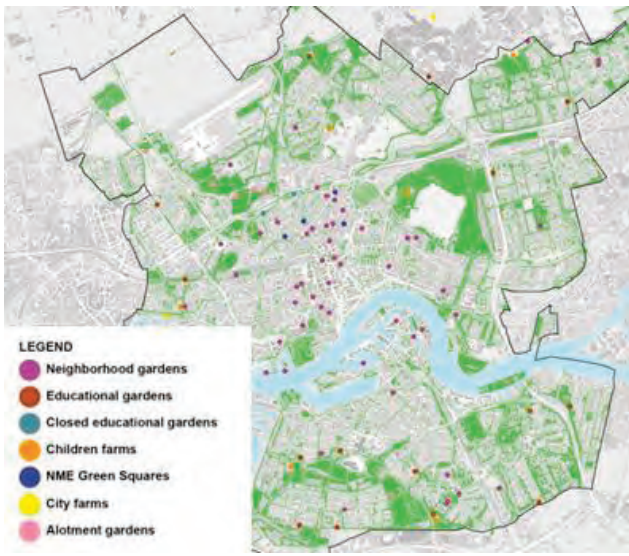 LEGEND
Neighborhood gardens
Educational gardens
Closed educational gardens
Children farms
NME Green Squares
City farms
Alotment gardens